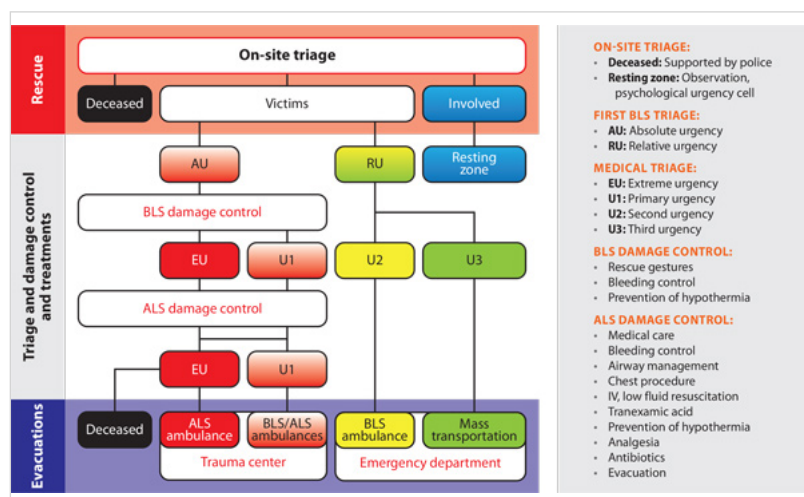 Rescue
On-site triage
Deceased
Victims
Involved
Triage and damage control
and treatments
AU
RU
Resting
zone
BLS damage control
EU
U1
U2
U3
ALS damage control
EU
U1
Evacuations
Deceased
ALS
ambulance
BLS/ALS
ambulances
BLS
ambulance
Mass
transportation
Trauma center
Emergency department
ON-SITE TRIAGE:
• Deceased: Supported by police
• Resting zone: Observation,
psychological urgency cell
FIRST BLS TRIAGE:
• AU: Absolute urgency
• RU: Relative urgency
MEDICAL TRIAGE:
• EU: Extreme urgency
• U1: Primary urgency
• U2: Second urgency
• U3: Third urgency
BLS DAMAGE CONTROL:
• Rescue gestures
• Bleeding control
• Prevention of hypothermia
ALS DAMAGE CONTROL:
• Medical care
• Bleeding control
• Airway management
• Chest procedure
• IV, low fluid resuscitation
• Tranexamic acid
• Prevention of hypothermia
• Analgesia
• Antibiotics
• Evacuation